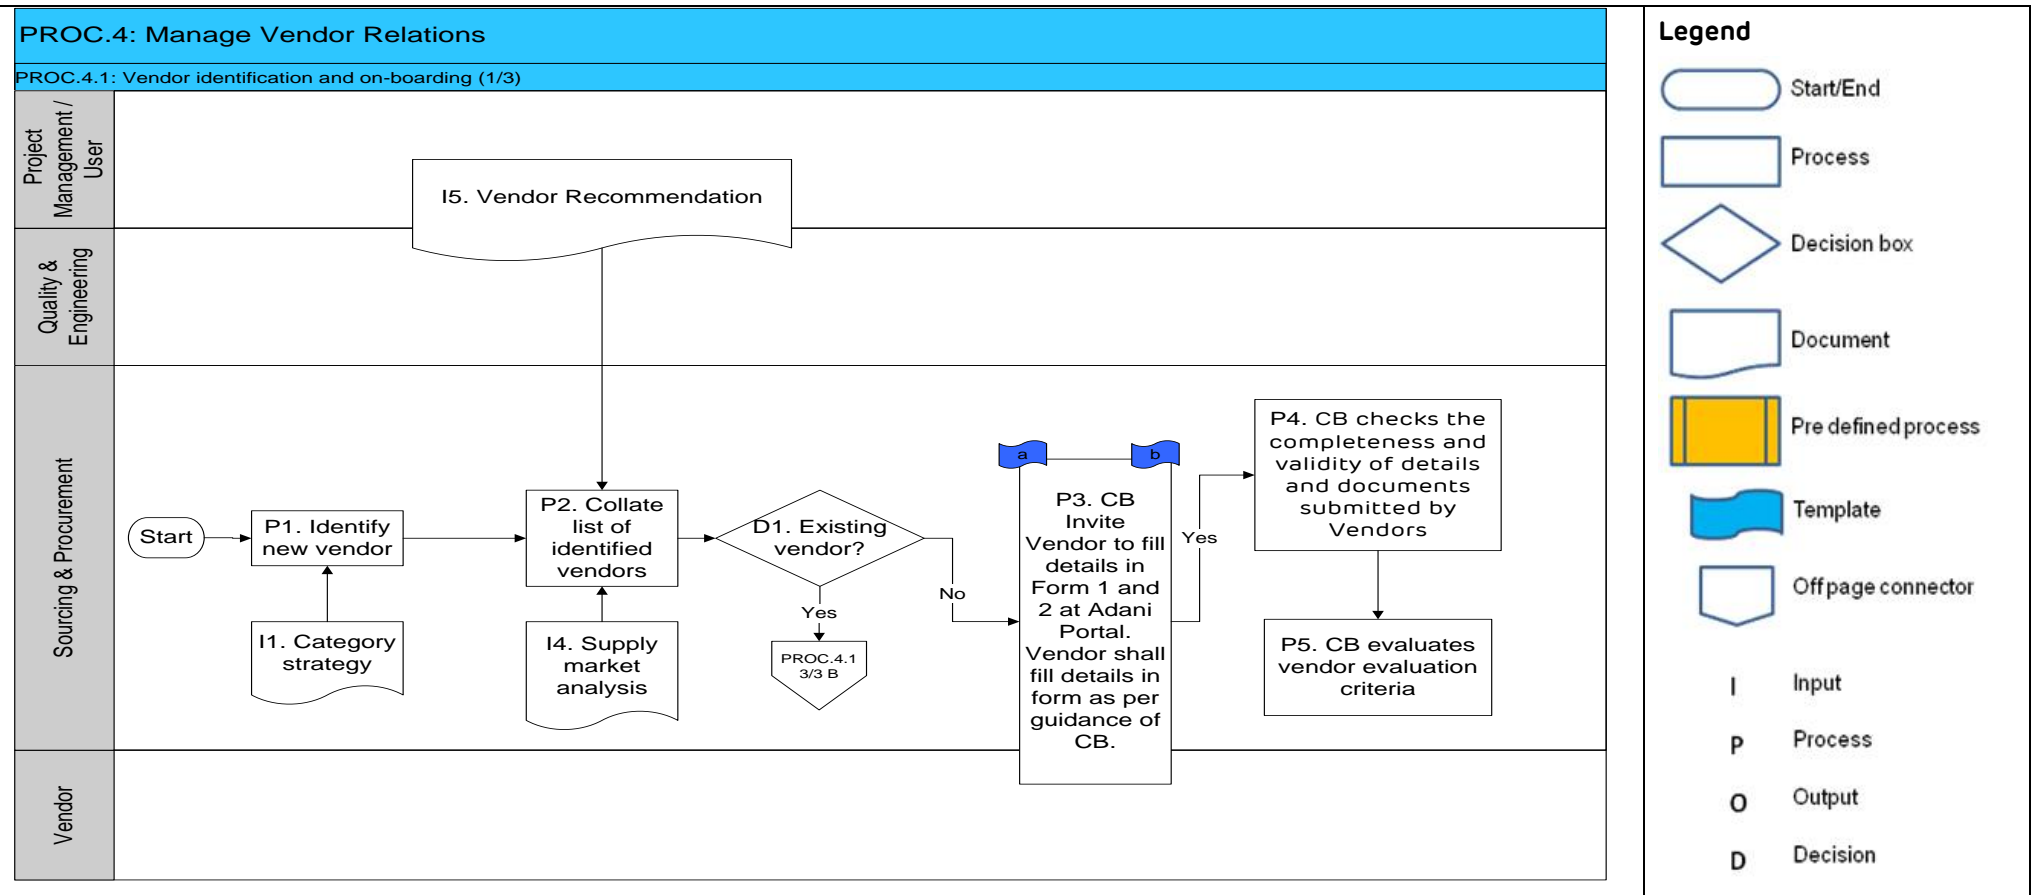 PROC.4: Manage Vendor Relations
PROC.4.1: Vendor identification and on-boarding (1/3)
Project
Management /
User
I5. Vendor Recommendation
Quality &
Engineering
Sourcing & Procurement
Start
P1. Identify
new vendor
I1. Category
strategy
P2. Collate
list of
identified
vendors
I4. Supply
market
analysis
D1. Existing
vendor?
Yes
PROC.4.1
3/3 B
No
a
b
P3. CB
Invite
Vendor to fill
details in
Form 1 and
2 at Adani
Portal.
Vendor shall
fill details in
form as per
guidance of
CB.
Yes
P4. CB checks the
completeness and
validity of details
and documents
submitted by
Vendors
P5. CB evaluates
vendor evaluation
criteria
Vendor
Legend
Start/End
Process
Decision box
Document
Pre defined process
Template
Off page connector
I Input
P Process
O Output
D Decision